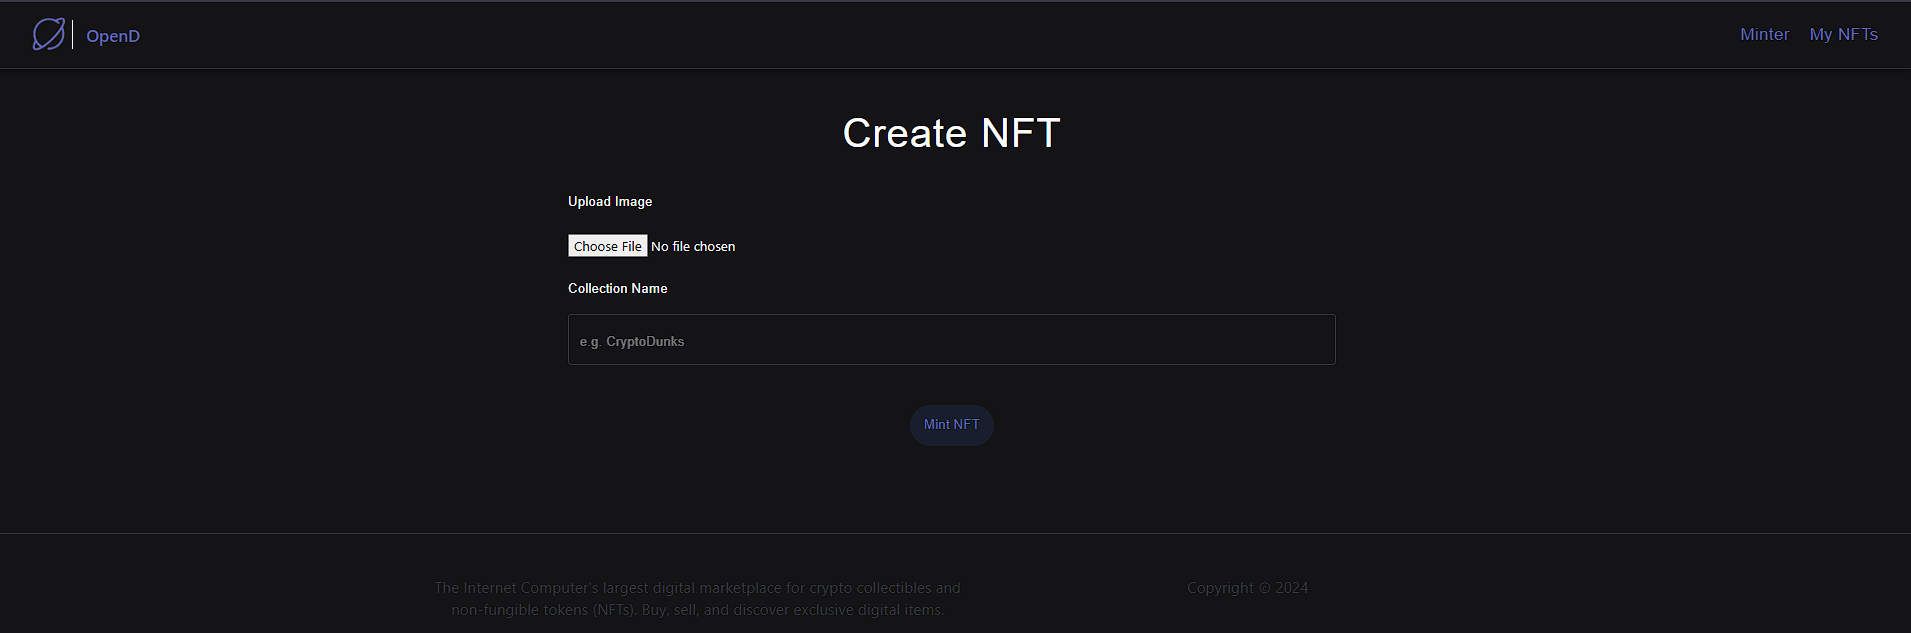 OpenD
Minter
My NFTs
Create NFT
Upload Image
Choose File No file chosen
Collection Name
e.g. CryptoDunks
Mint NFT
The Internet Computer's largest digital marketplace for crypto collectibles and
non-fungible tokens (NFTs). Buy, sell, and discover exclusive digital items.
Copyright © 2024